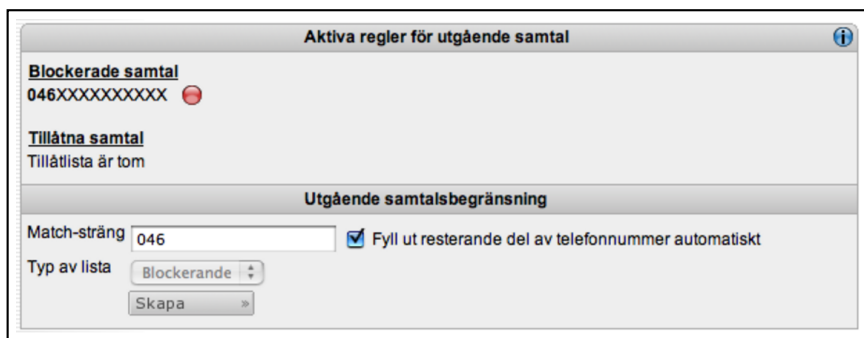 Aktiva regler för utgående samtal
Blockerade samtal
046XXXXXXXXXX
Tillåtna samtal
Tillåtlista är tom
Utgående samtalsbegränsning
Match-sträng 046 Fyll ut resterande del av telefonnummer automatiskt
Typ av lista Blockerande
Skapa »